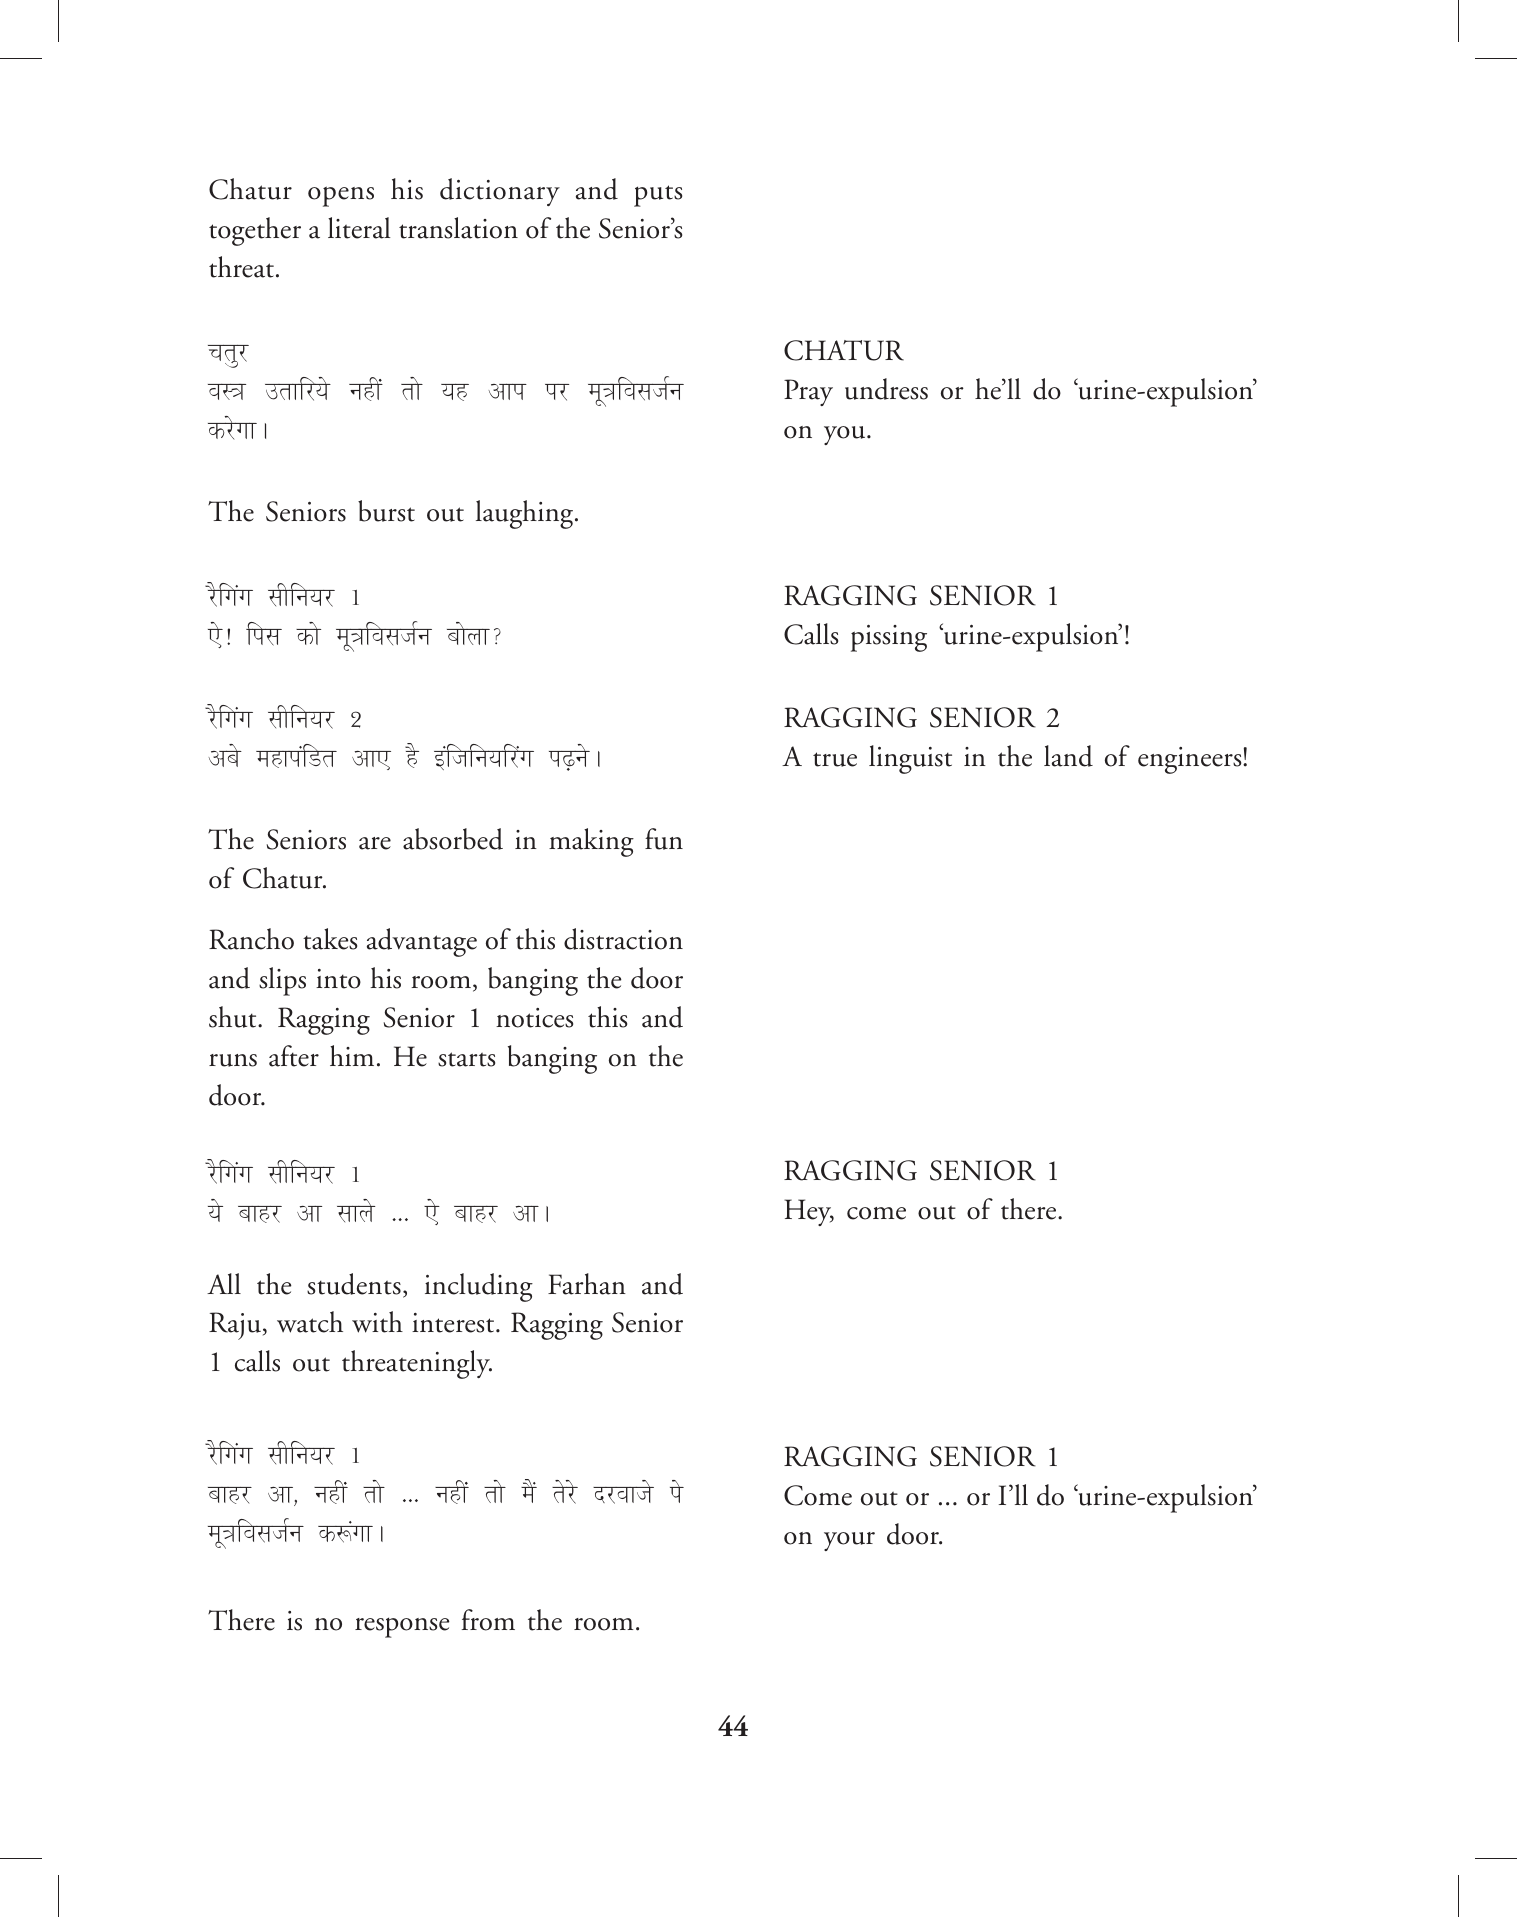 Chatur opens his dictionary and puts
together a literal translation of the Senior’s
threat.
चतुर
वस्त्र उतारिये नहीं तो यह आप पर मूत्रविसर्जन
करेगा।
CHATUR
Pray undress or he’ll do ‘urine-expulsion’
on you.
The Seniors burst out laughing.
रैगिंग सीनियर 1
ऐ! पिस को मूत्रविसर्जन बोला?
RAGGING SENIOR 1
Calls pissing ‘urine-expulsion’!
रैगिंग सीनियर 2
अबे महापंडित आए है इंजिनियरिंग पढ़ने।
RAGGING SENIOR 2
A true linguist in the land of engineers!
The Seniors are absorbed in making fun
of Chatur.
Rancho takes advantage of this distraction
and slips into his room, banging the door
shut. Ragging Senior 1 notices this and
runs after him. He starts banging on the
door.
रैगिंग सीनियर 1
ये बाहर आ साले ... ऐ बाहर आ।
RAGGING SENIOR 1
Hey, come out of there.
All the students, including Farhan and
Raju, watch with interest. Ragging Senior
1 calls out threateningly.
रैगिंग सीनियर 1
बाहर आ, नहीं तो ... नहीं तो मैं तेरे दरवाजे पे
मूत्रविसर्जन करूंगा।
RAGGING SENIOR 1
Come out or ... or I’ll do ‘urine-expulsion’
on your door.
There is no response from the room.
44